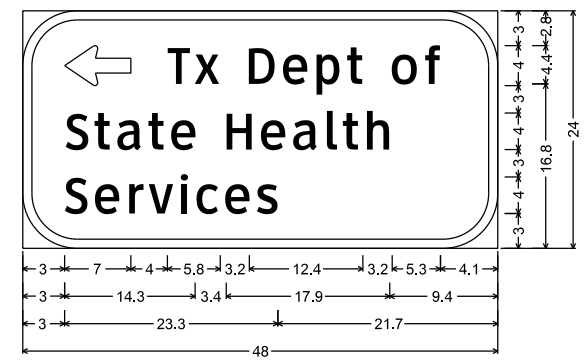 Tx Dept of
State Health
Services
3 4 3 4 3 4 3
2.8 4.4 16.8
24
3 7 4 5.8 3.2 12.4 3.2 5.3 4.1
3 14.3 3.4 17.9 9.4
3 23.3 21.7
48